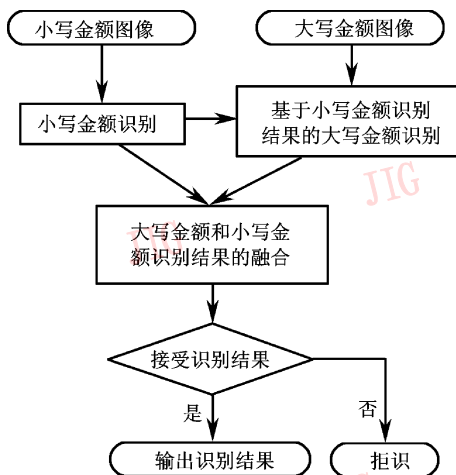 小写金额图像
大写金额图像
小写金额识别
基于小写金额识别
结果的大写金额识别
JIG
JIG
大写金额和小写金
额识别结果的融合
接受识别结果
是
否
输出识别结果
拒识